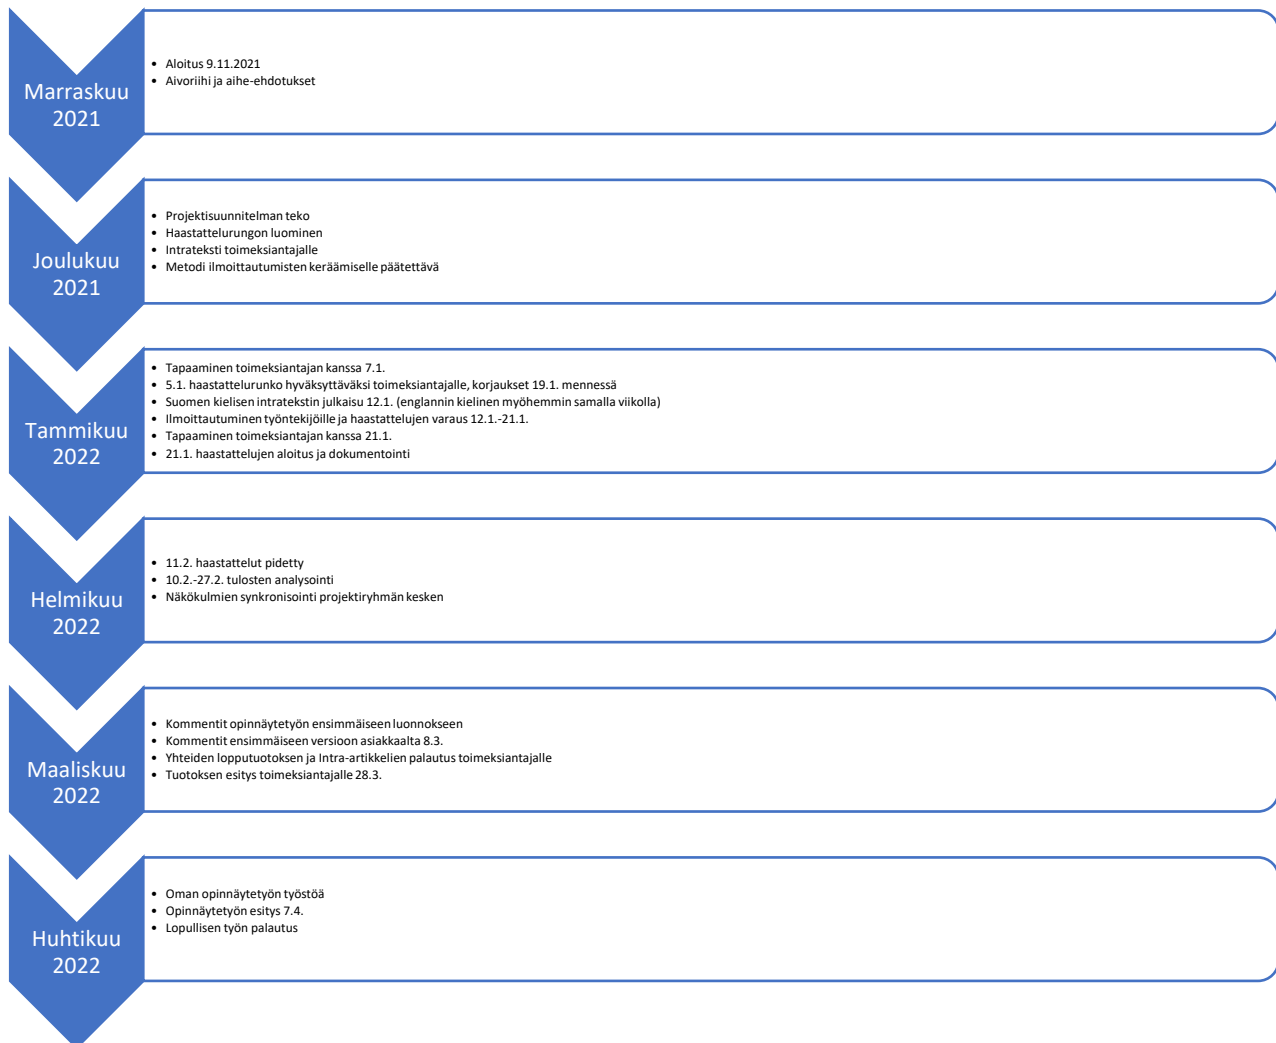 Marraskuu
2021
• Aloitus 9.11.2021
• Aivoriihi ja aihe-ehdotukset
Joulukuu
2021
• Projektisuunnitelman teko
• Haastattelurungon luominen
• Intrateksti toimeksiantajalle
• Metodi ilmoittautumisten keräämiselle päätettävä
Tammikuu
2022
• Tapaaminen toimeksiantajan kanssa 7.1.
• 5.1. haastattelurunko hyväksyttäväksi toimeksiantajalle, korjaukset 19.1. mennessä
• Suomen kielisen intratekstin julkaisu 12.1. (englannin kielinen myöhemmin samalla viikolla)
• Ilmoittautuminen työntekijöille ja haastattelujen varaus 12.1.-21.1.
• Tapaaminen toimeksiantajan kanssa 21.1.
• 21.1. haastattelujen aloitus ja dokumentointi
Helmikuu
2022
• 11.2. haastattelut pidetty
• 10.2.-27.2. tulosten analysointi
• Näkökulmien synkronisointi projektiryhmän kesken
Maaliskuu
2022
• Kommentit opinnäytetyön ensimmäiseen luonnokseen
• Kommentit ensimmäiseen versioon asiakkaalta 8.3.
• Yhteiden lopputuotoksen ja Intra-artikkelien palautus toimeksiantajalle
• Tuotoksen esitys toimeksiantajalle 28.3.
Huhtikuu
2022
• Oman opinnäytetyön työstöä
• Opinnäytetyön esitys 7.4.
• Lopullisen työn palautus